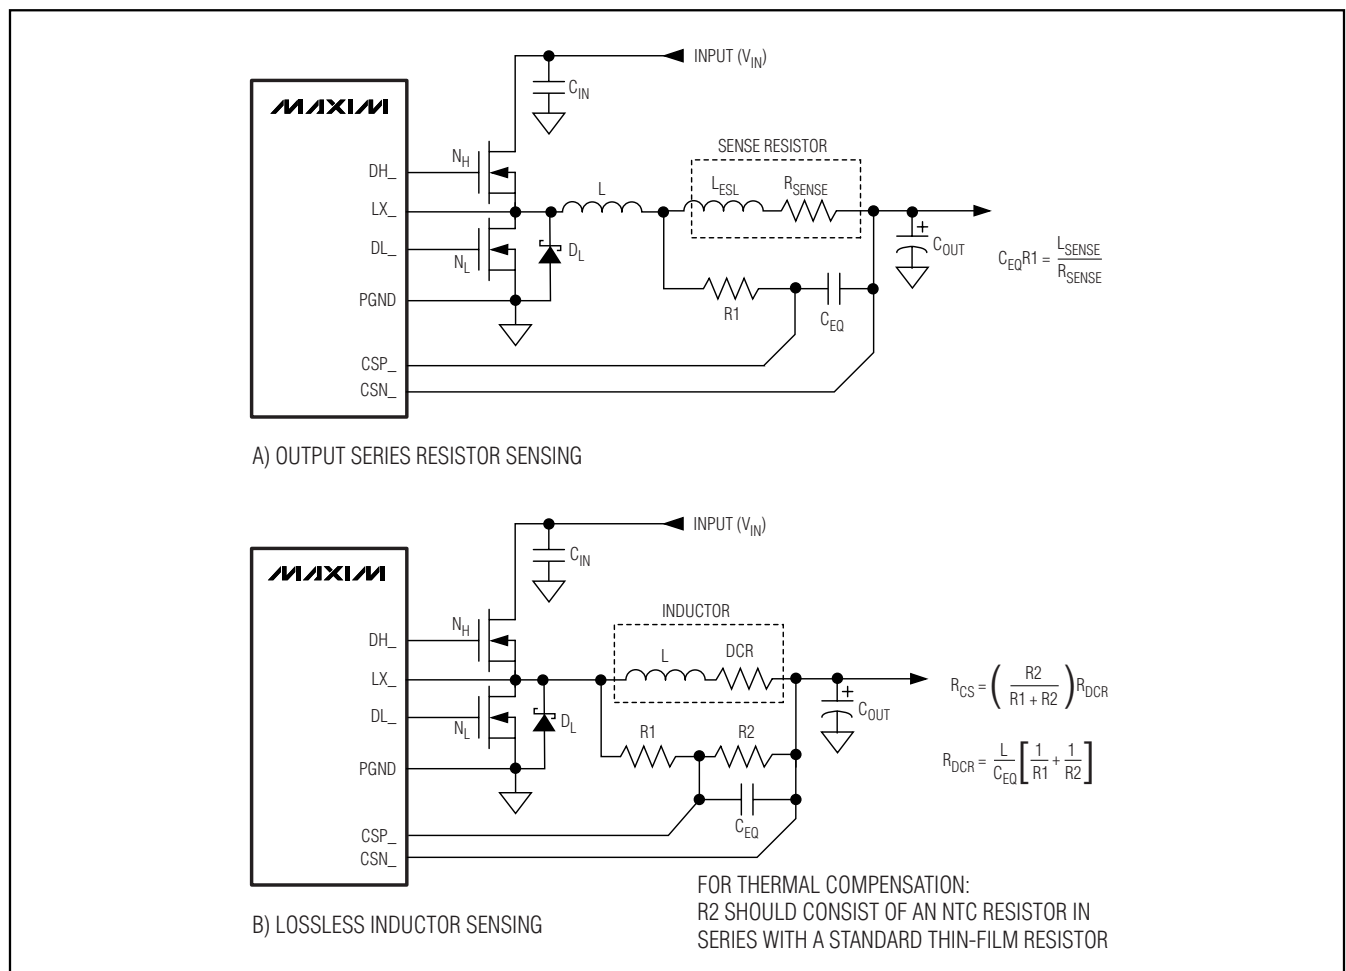 INPUT (VIN)
CIN
MAXIM
SENSE RESISTOR
NH
DH_
L
LESL
RSENSE
LX_
DL_
NL
DL
COUT
CEQR1 = LSENSE / RSENSE
PGND
R1
CEQ
CSP_
CSN_
A) OUTPUT SERIES RESISTOR SENSING
INPUT (VIN)
CIN
MAXIM
INDUCTOR
NH
DH_
L
DCR
LX_
RCS = ( R2 / R1 + R2 ) RDCR
DL_
NL
DL
COUT
R1
R2
PGND
RDCR = L / CEQ [ 1 / R1 + 1 / R2 ]
CEQ
CSP_
CSN_
FOR THERMAL COMPENSATION:
R2 SHOULD CONSIST OF AN NTC RESISTOR IN
SERIES WITH A STANDARD THIN-FILM RESISTOR
B) LOSSLESS INDUCTOR SENSING